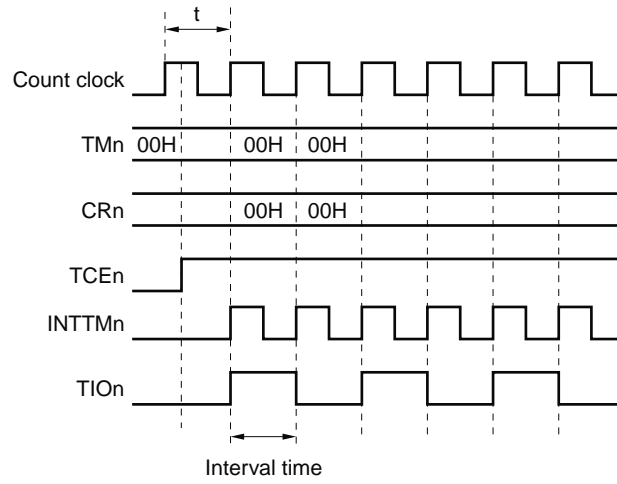 t
Count clock
TMn 00H 00H 00H
CRn 00H 00H
TCEn
INTTMn
TIOn
Interval time